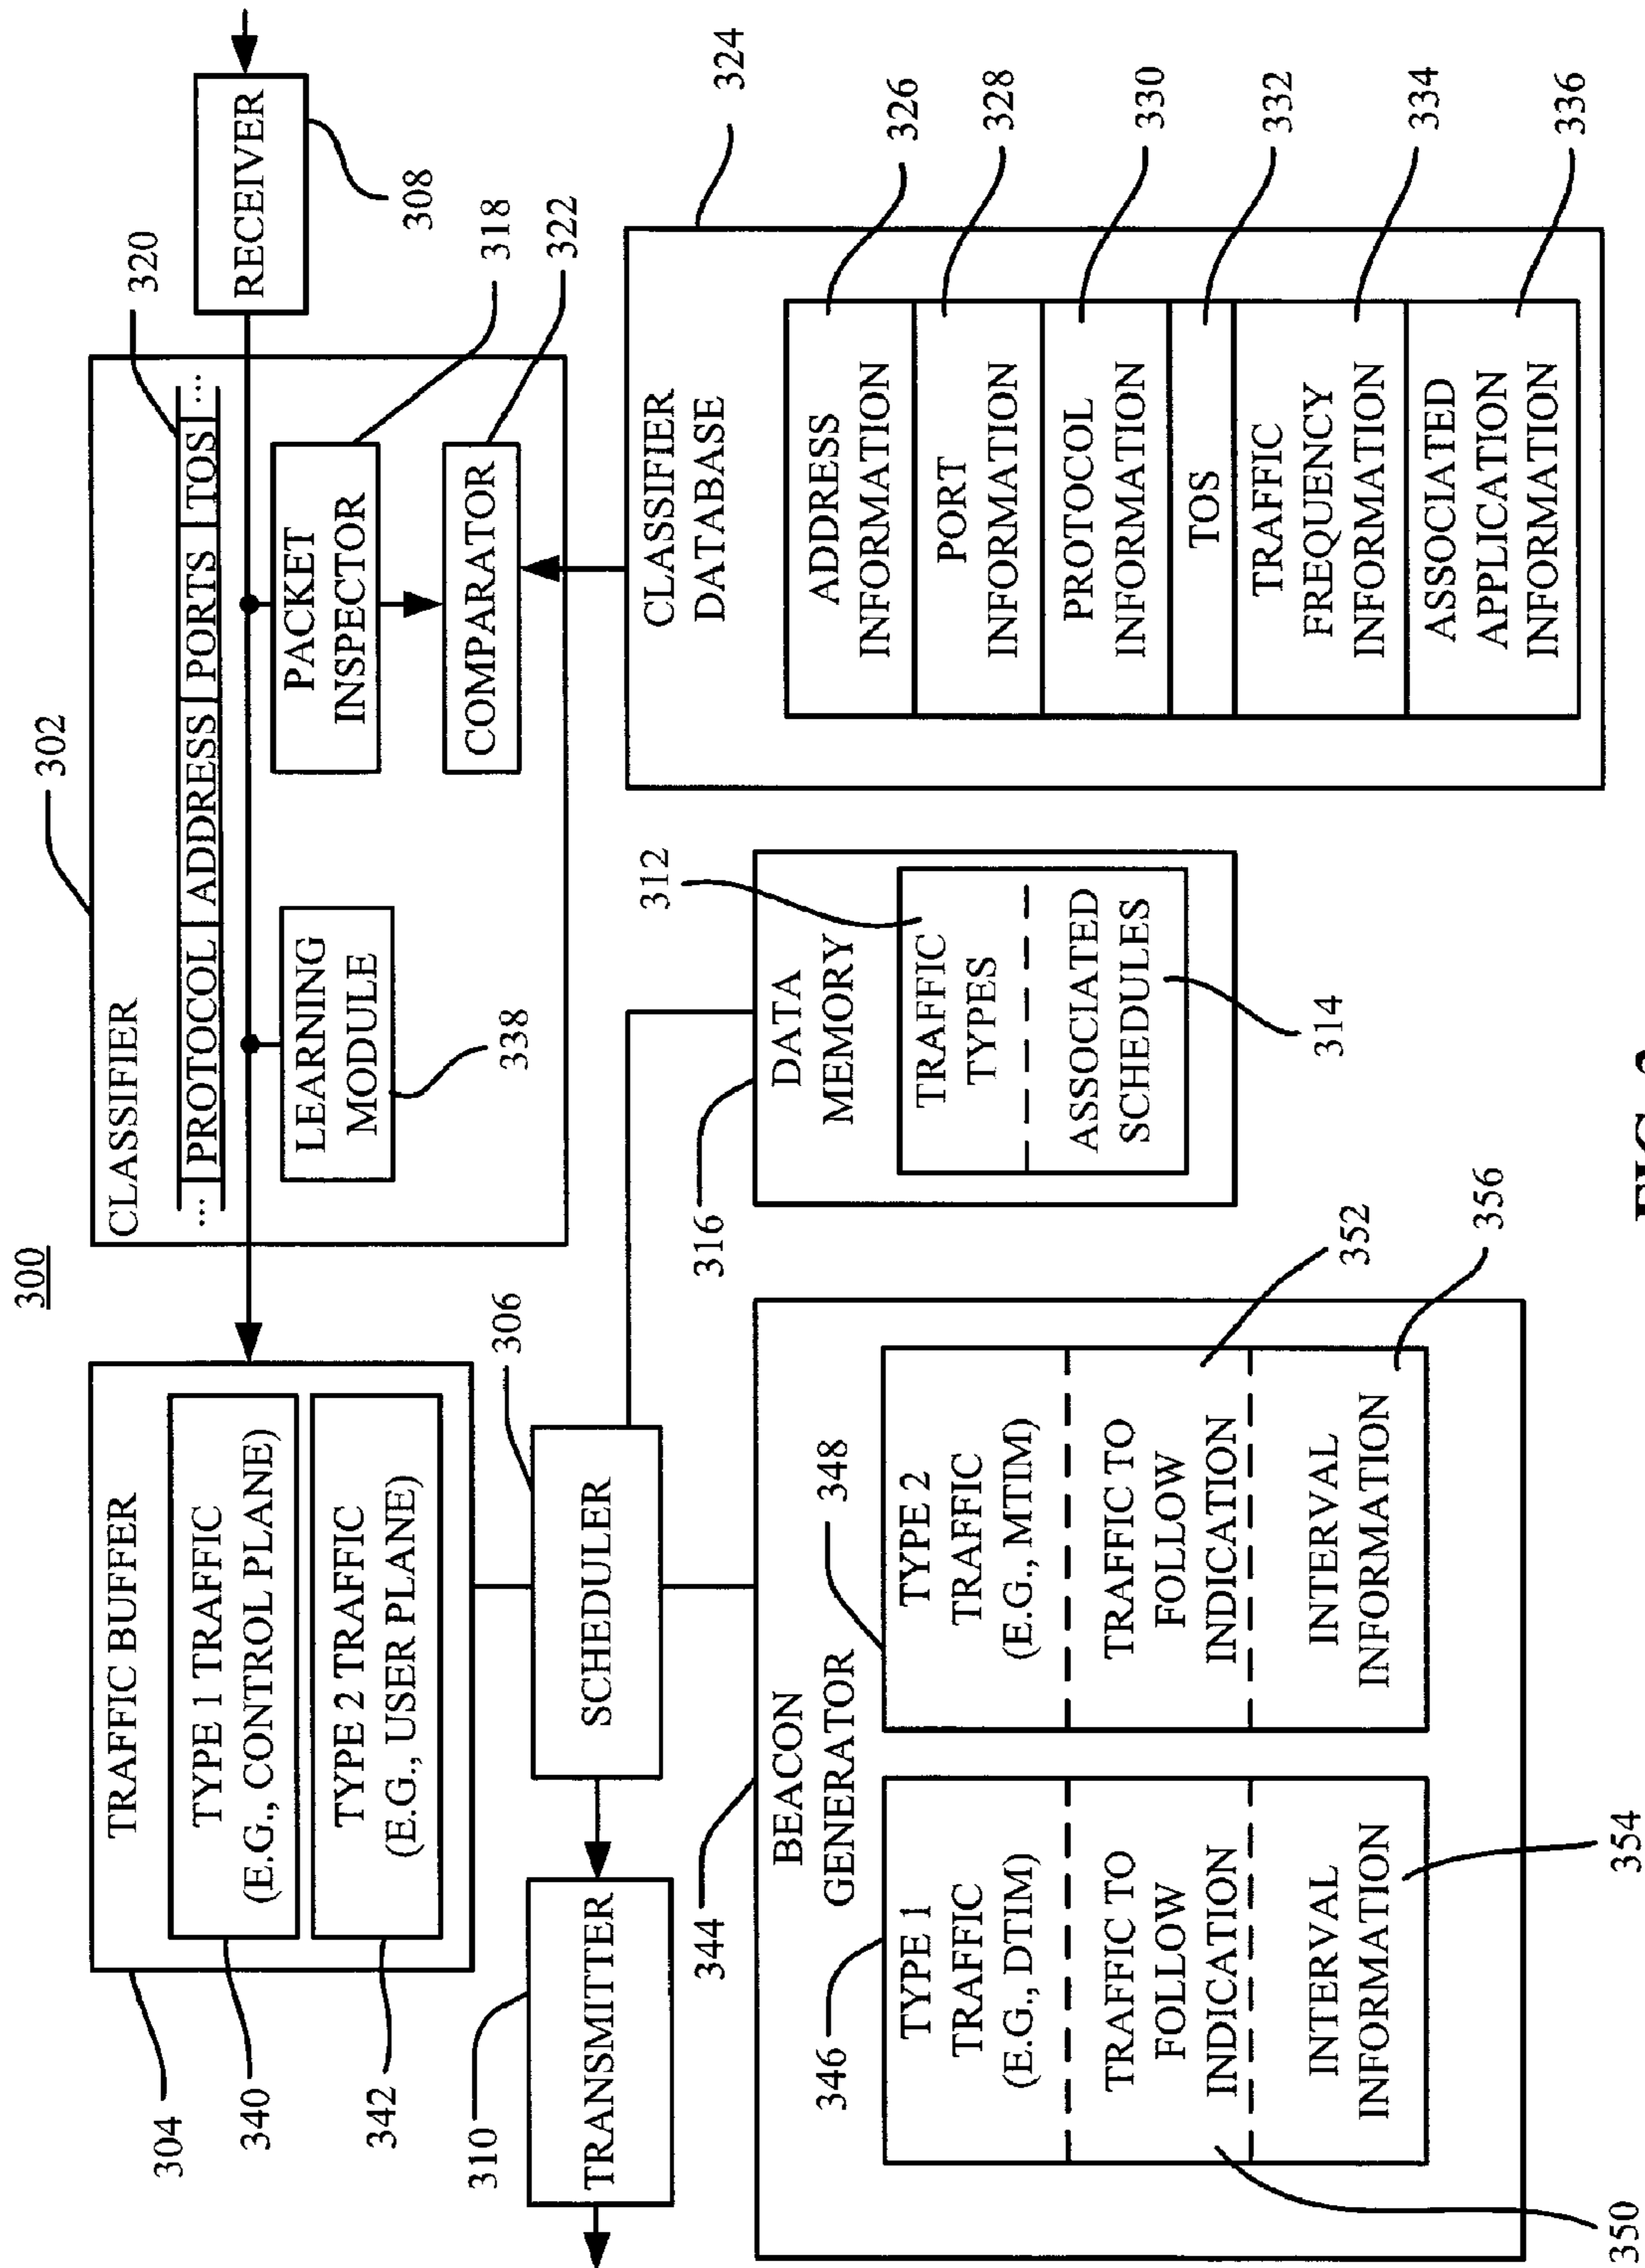 300
302
CLASSIFIER
320
... PROTOCOL ADDRESS PORTS TOS ...
LEARNING
MODULE
338
PACKET
INSPECTOR
318
COMPARATOR
322
RECEIVER
308
304
TRAFFIC BUFFER
TYPE 1 TRAFFIC
(E.G., CONTROL PLANE)
340
TYPE 2 TRAFFIC
(E.G., USER PLANE)
342
306
SCHEDULER
310
TRANSMITTER
316
DATA
MEMORY
312
TRAFFIC
TYPES
ASSOCIATED
SCHEDULES
314
324
CLASSIFIER
DATABASE
ADDRESS
INFORMATION
326
PORT
INFORMATION
328
PROTOCOL
INFORMATION
330
TOS
332
TRAFFIC
FREQUENCY
INFORMATION
334
ASSOCIATED
APPLICATION
INFORMATION
336
344
BEACON
GENERATOR
346
TYPE 1
TRAFFIC
(E.G., DTIM)
TRAFFIC TO
FOLLOW
INDICATION
350
INTERVAL
INFORMATION
354
348
TYPE 2
TRAFFIC
(E.G., MTIM)
TRAFFIC TO
FOLLOW
INDICATION
352
INTERVAL
INFORMATION
356